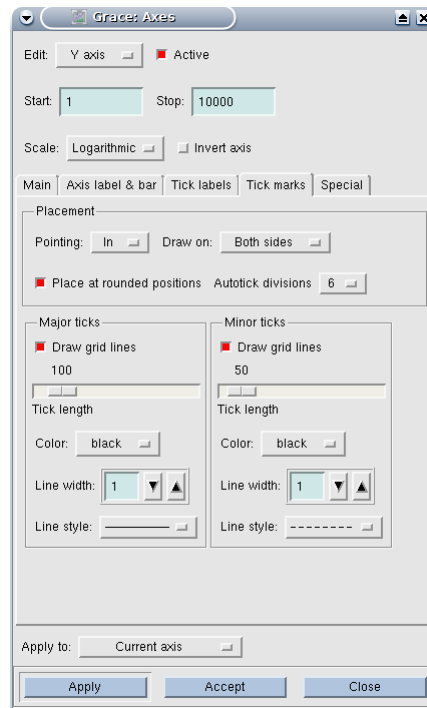 Grace: Axes
Edit: Y axis Active
Start: 1 Stop: 10000
Scale: Logarithmic Invert axis
Main Axis label & bar Tick labels Tick marks Special
Placement
Pointing: In Draw on: Both sides
Place at rounded positions Autotick divisions 6
Major ticks Minor ticks
Draw grid lines Draw grid lines
100 50
Tick length Tick length
Color: black Color: black
Line width: 1 Line width: 1
Line style: Line style:
Apply to: Current axis
Apply Accept Close